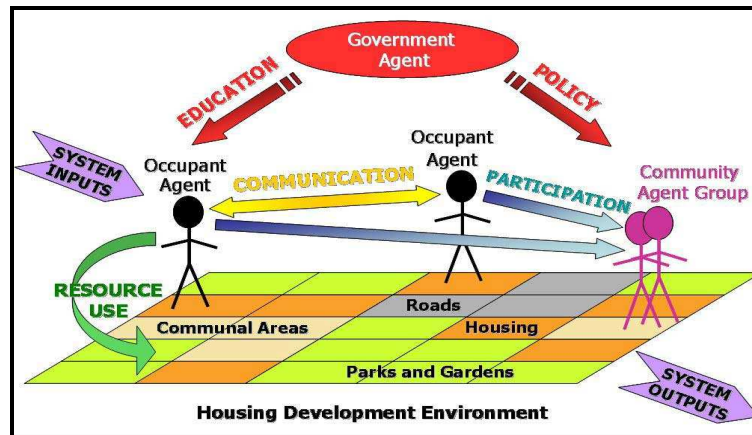 Government
Agent
EDUCATION
POLICY
SYSTEM
INPUTS
Occupant
Agent
Occupant
Agent
COMMUNICATION
PARTICIPATION
Community
Agent Group
RESOURCE
USE
Roads
Communal Areas
Housing
Parks and Gardens
SYSTEM
OUTPUTS
Housing Development Environment